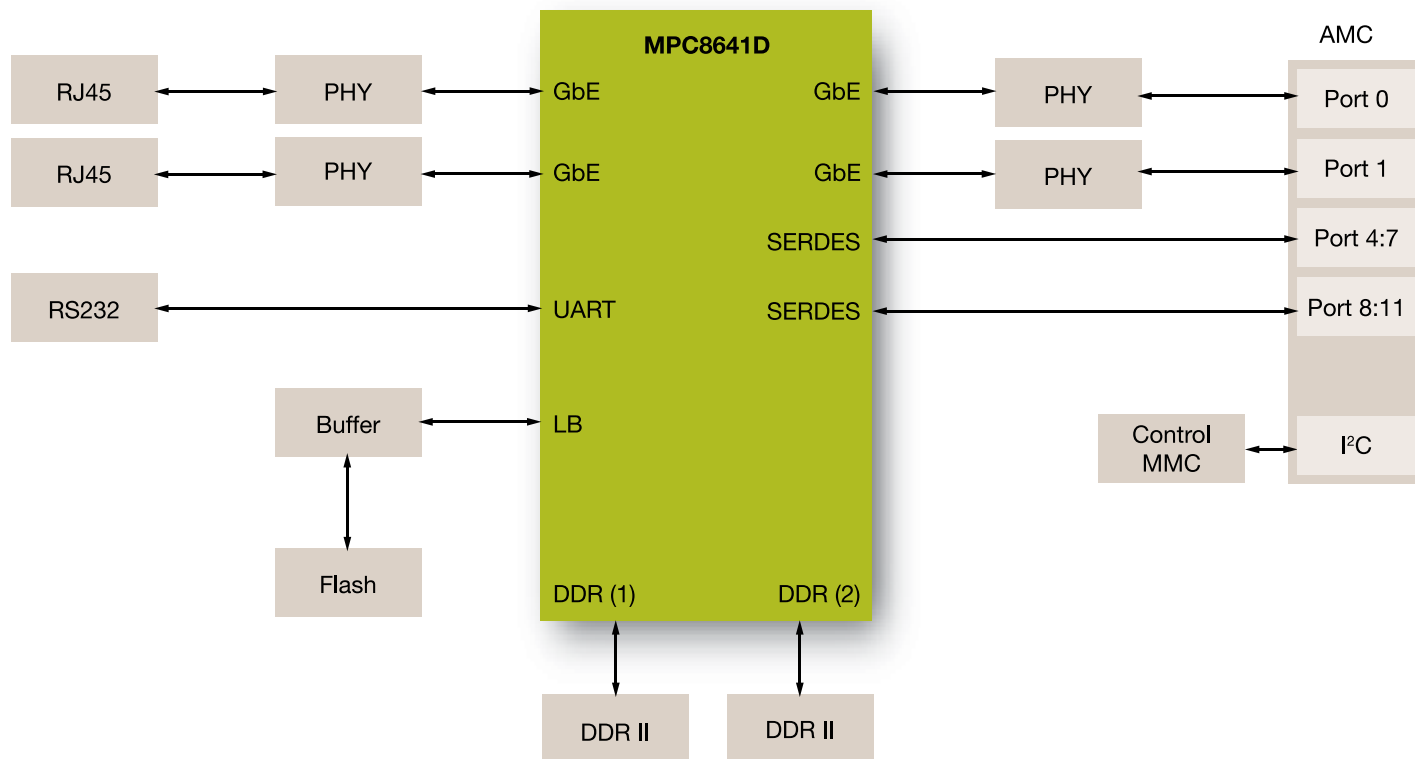 MPC8641D
AMC
RJ45
PHY
GbE
GbE
PHY
Port 0
RJ45
PHY
GbE
GbE
PHY
Port 1
SERDES
Port 4:7
RS232
UART
SERDES
Port 8:11
Buffer
LB
Control
MMC
I²C
Flash
DDR (1)
DDR (2)
DDR II
DDR II